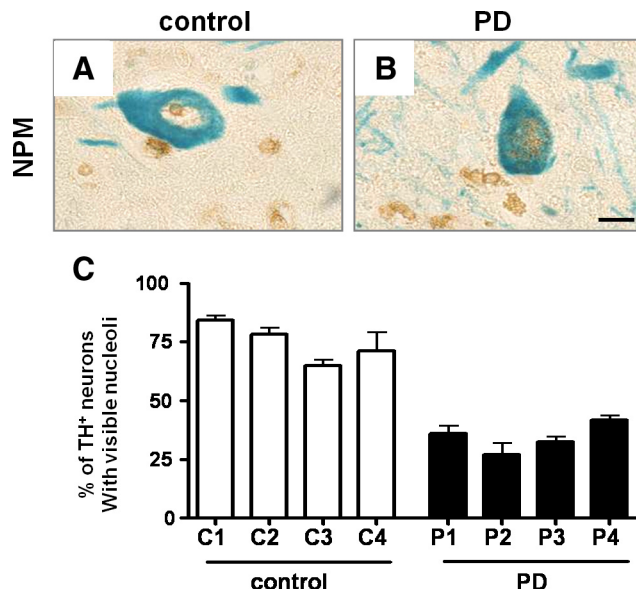 control PD
NPM
A B
C
% of TH⁺ neurons
With visible nucleoli
100
75
50
25
0
C1 C2 C3 C4 P1 P2 P3 P4
control PD